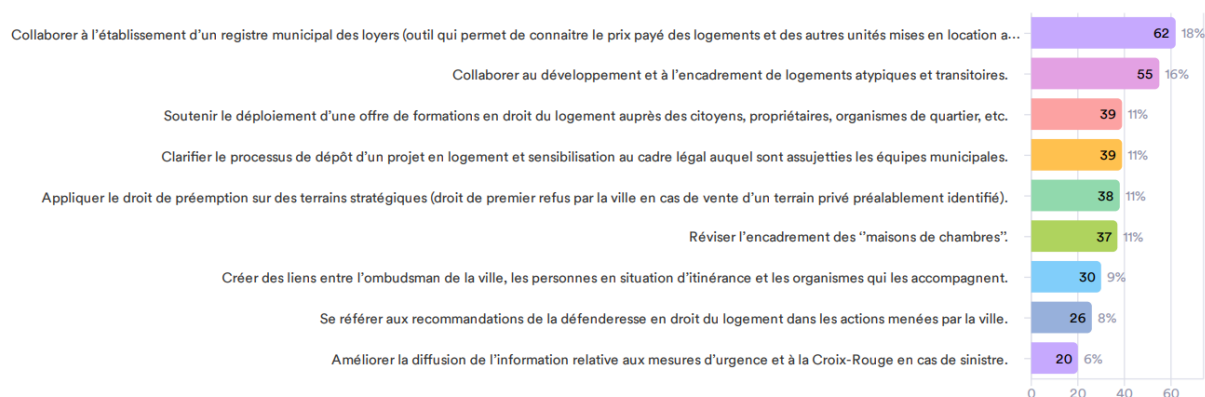 Collaborer à l’établissement d’un registre municipal des loyers (outil qui permet de connaitre le prix payé des logements et des autres unités mises en location a... 62 18%
Collaborer au développement et à l’encadrement de logements atypiques et transitoires. 55 16%
Soutenir le déploiement d’une offre de formations en droit du logement auprès des citoyens, propriétaires, organismes de quartier, etc. 39 11%
Clarifier le processus de dépôt d’un projet en logement et sensibilisation au cadre légal auquel sont assujetties les équipes municipales. 39 11%
Appliquer le droit de préemption sur des terrains stratégiques (droit de premier refus par la ville en cas de vente d’un terrain privé préalablement identifié). 38 11%
Réviser l’encadrement des ‘’maisons de chambres’’. 37 11%
Créer des liens entre l’ombudsman de la ville, les personnes en situation d’itinérance et les organismes qui les accompagnent. 30 9%
Se référer aux recommandations de la défenderesse en droit du logement dans les actions menées par la ville. 26 8%
Améliorer la diffusion de l’information relative aux mesures d’urgence et à la Croix-Rouge en cas de sinistre. 20 6%
0 20 40 60